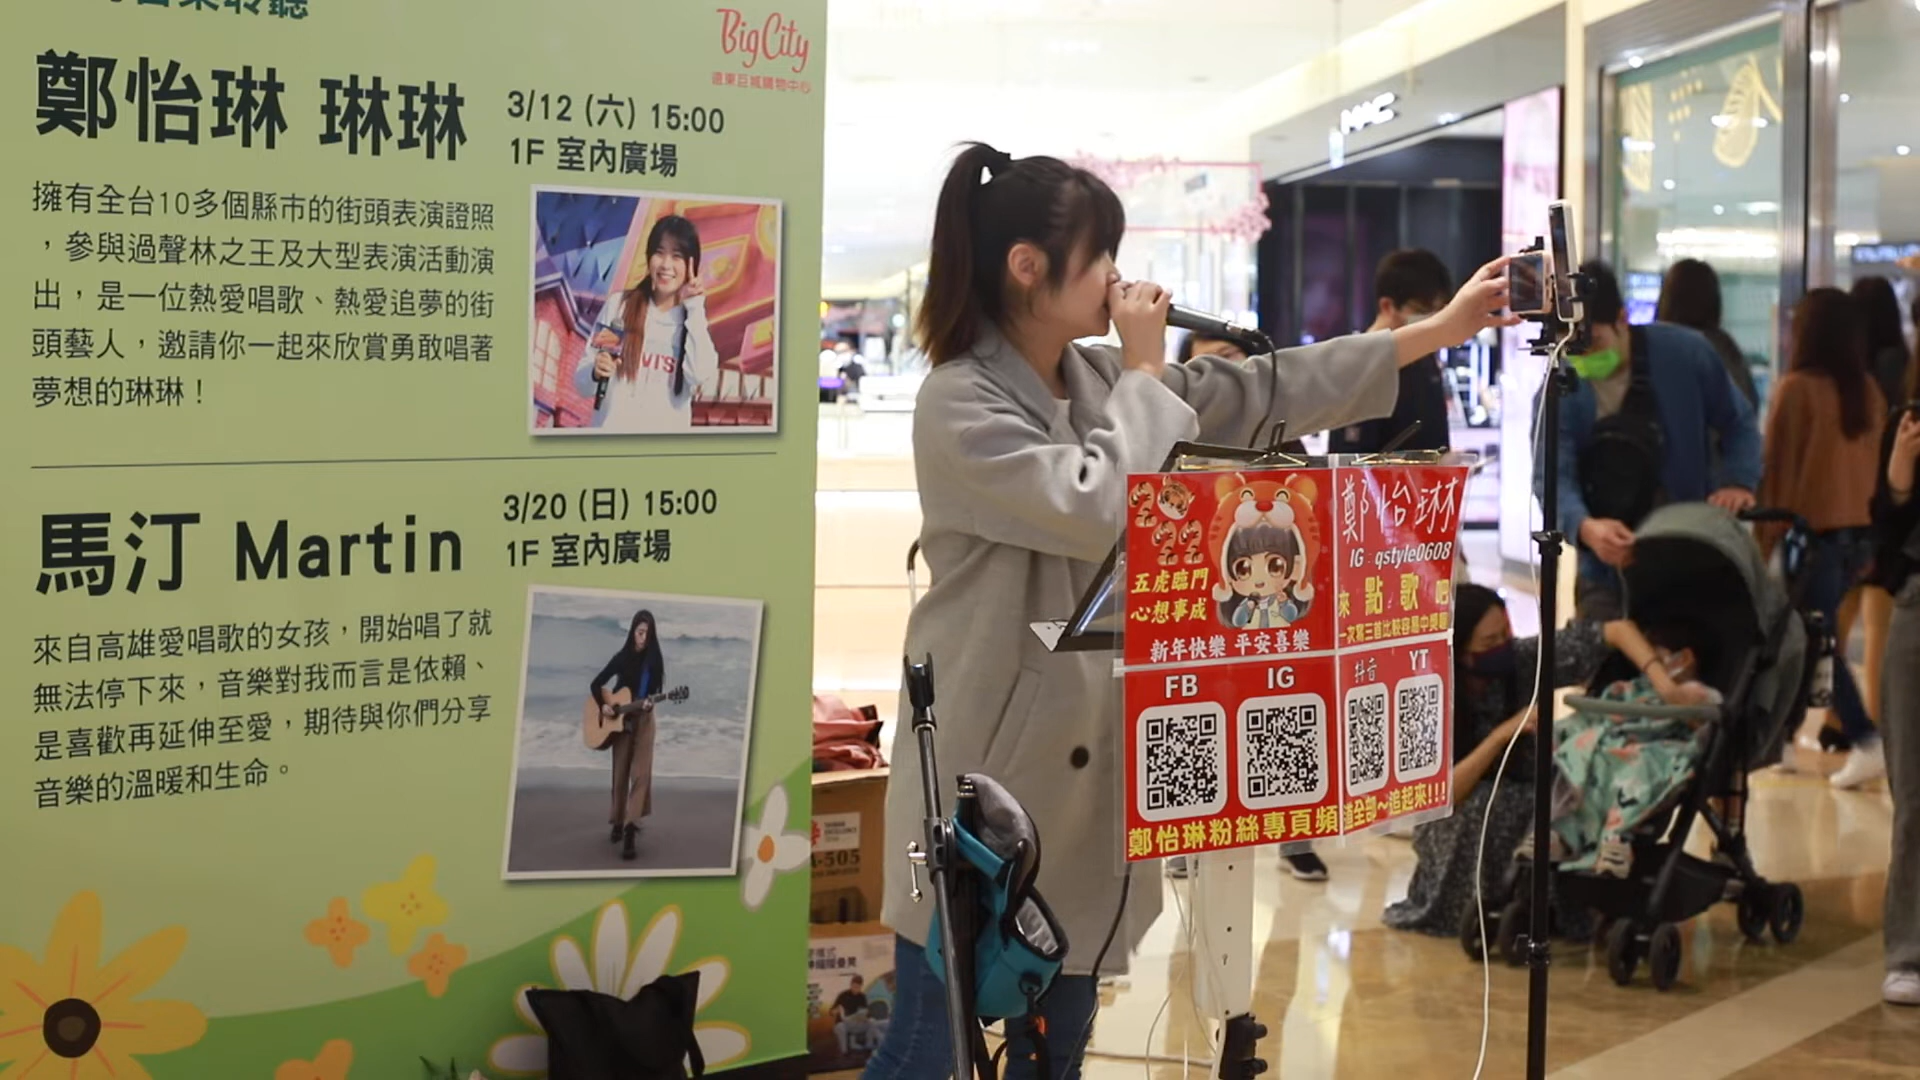 BigCity
遠東巨城購物中心
鄭怡琳 琳琳
3/12 (六) 15:00
1F 室內廣場
擁有全台10多個縣市的街頭表演證照
，參與過聲林之王及大型表演活動演
出，是一位熱愛唱歌、熱愛追夢的街
頭藝人，邀請你一起來欣賞勇敢唱著
夢想的琳琳！
馬汀 Martin
3/20 (日) 15:00
1F 室內廣場
來自高雄愛唱歌的女孩，開始唱了就
無法停下來，音樂對我而言是依賴、
是喜歡再延伸至愛，期待與你們分享
音樂的溫暖和生命。
MAC
2022
五虎臨門
心想事成
新年快樂 平安喜樂
鄭怡琳
IG：qstyle0608
來 點 歌 吧
FB
IG
抖音
YT
鄭怡琳粉絲專頁頻道全部~追起來!!!
-505